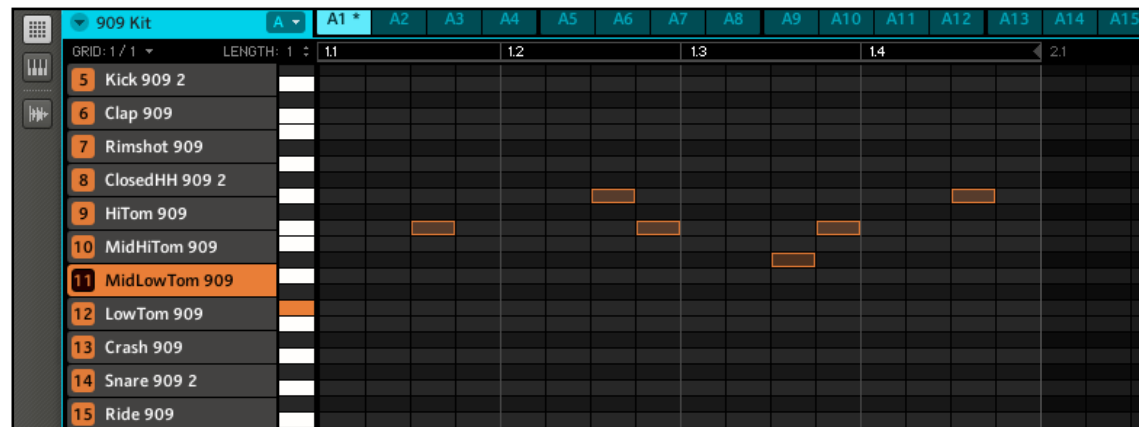 909 Kit A A1 * A2 A3 A4 A5 A6 A7 A8 A9 A10 A11 A12 A13 A14 A15
GRID: 1 / 1 LENGTH: 1 1.1 1.2 1.3 1.4 2.1
5 Kick 909 2
6 Clap 909
7 Rimshot 909
8 ClosedHH 909 2
9 HiTom 909
10 MidHiTom 909
11 MidLowTom 909
12 LowTom 909
13 Crash 909
14 Snare 909 2
15 Ride 909